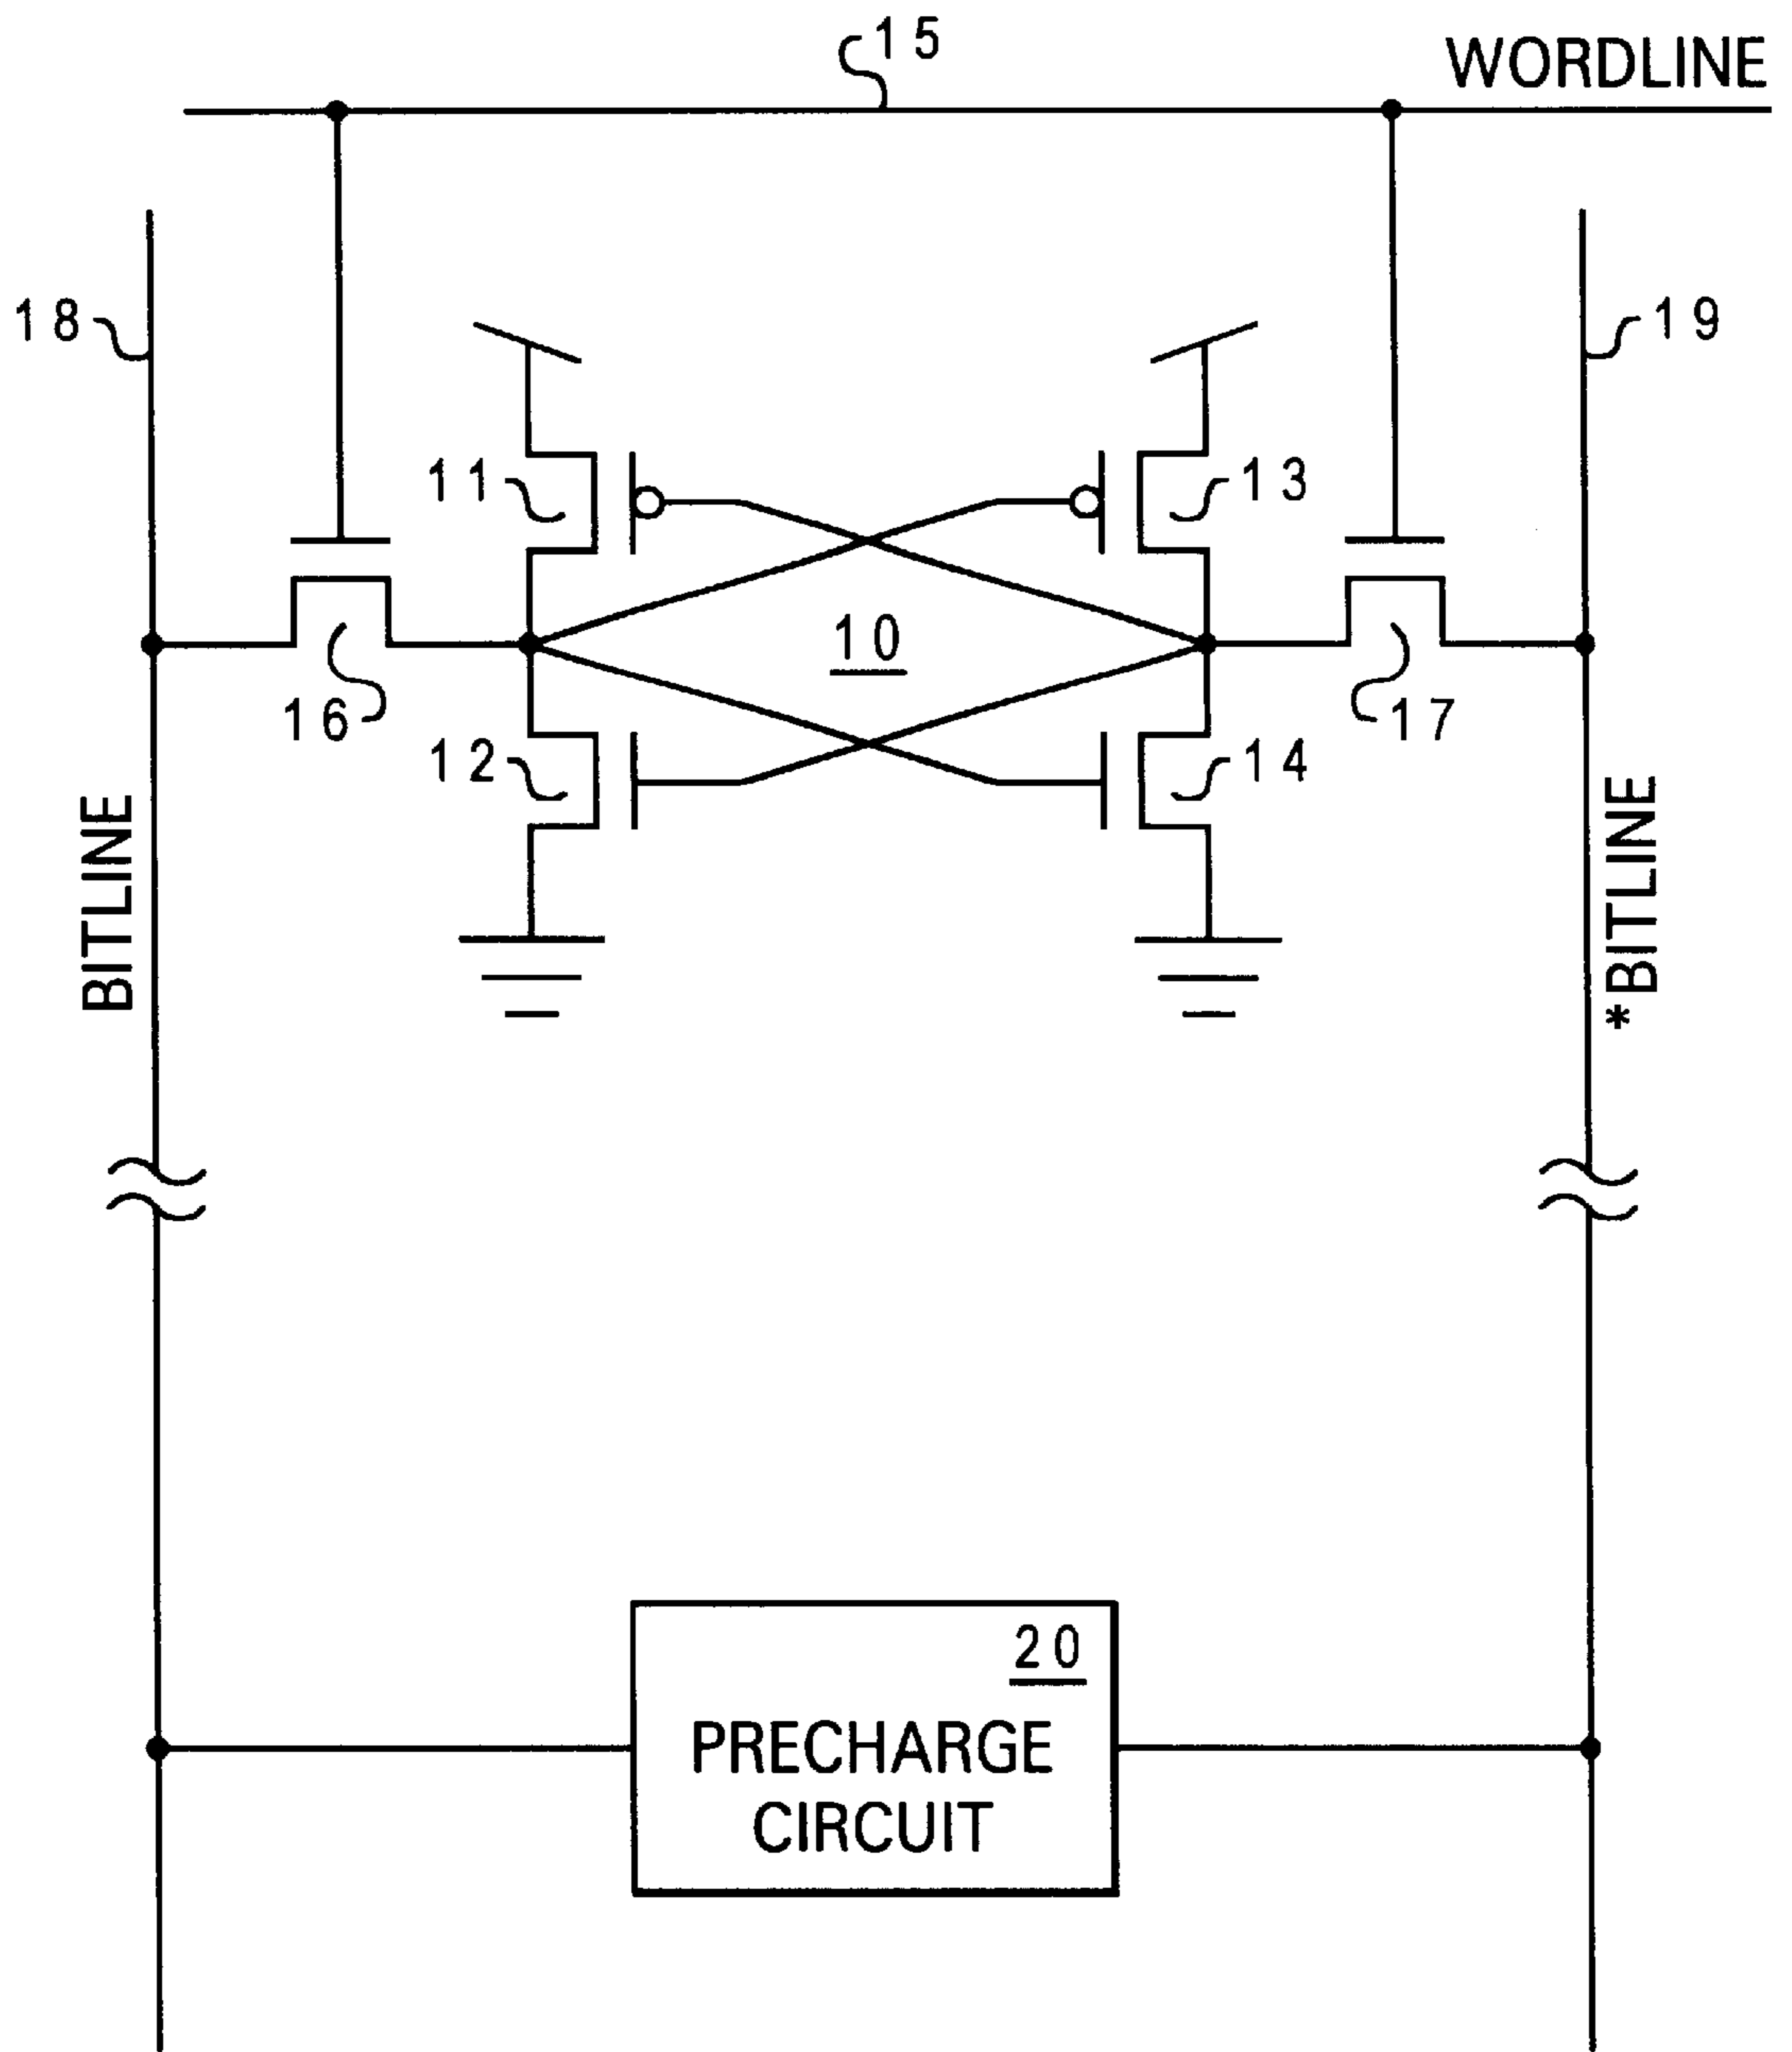 15
WORDLINE
18
19
11
13
10
16
17
12
14
BITLINE
*BITLINE
20
PRECHARGE
CIRCUIT